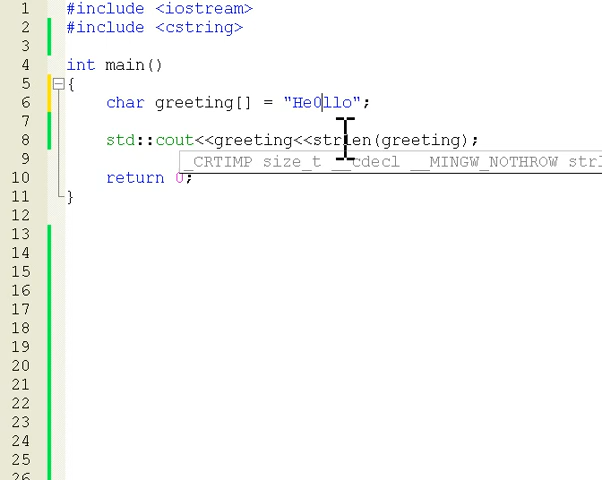 1 #include <iostream>
2 #include <cstring>
3
4 int main()
5 {
6 char greeting[] = "He0llo";
7
8 std::cout<<greeting<<strlen(greeting);
_CRTIMP size_t __cdecl __MINGW_NOTHROW strl
9
10 return 0;
11 }
12
13
14
15
16
17
18
19
20
21
22
23
24
25
26